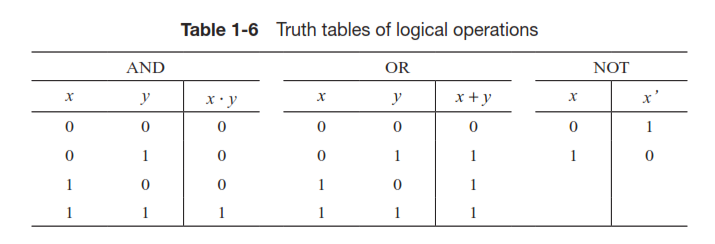 Table 1-6 Truth tables of logical operations
AND OR NOT
x y x · y x y x + y x x’
0 0 0 0 0 0 0 1
0 1 0 0 1 1 1 0
1 0 0 1 0 1
1 1 1 1 1 1